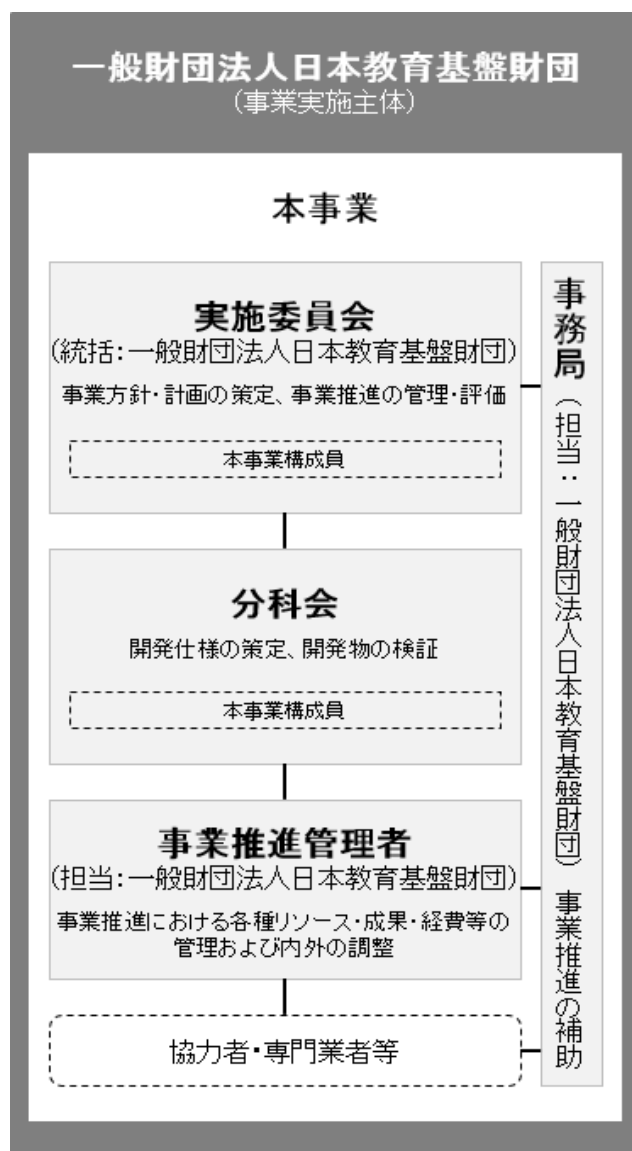 一般財団法人日本教育基盤財団
(事業実施主体)
本事業
実施委員会
(統括:一般財団法人日本教育基盤財団)
事業方針・計画の策定、事業推進の管理・評価
本事業構成員
分科会
開発仕様の策定、開発物の検証
本事業構成員
事業推進管理者
(担当:一般財団法人日本教育基盤財団)
事業推進における各種リソース・成果・経費等の
管理および内外の調整
協力者・専門業者等
事務局(担当:一般財団法人日本教育基盤財団) 事業推進の補助